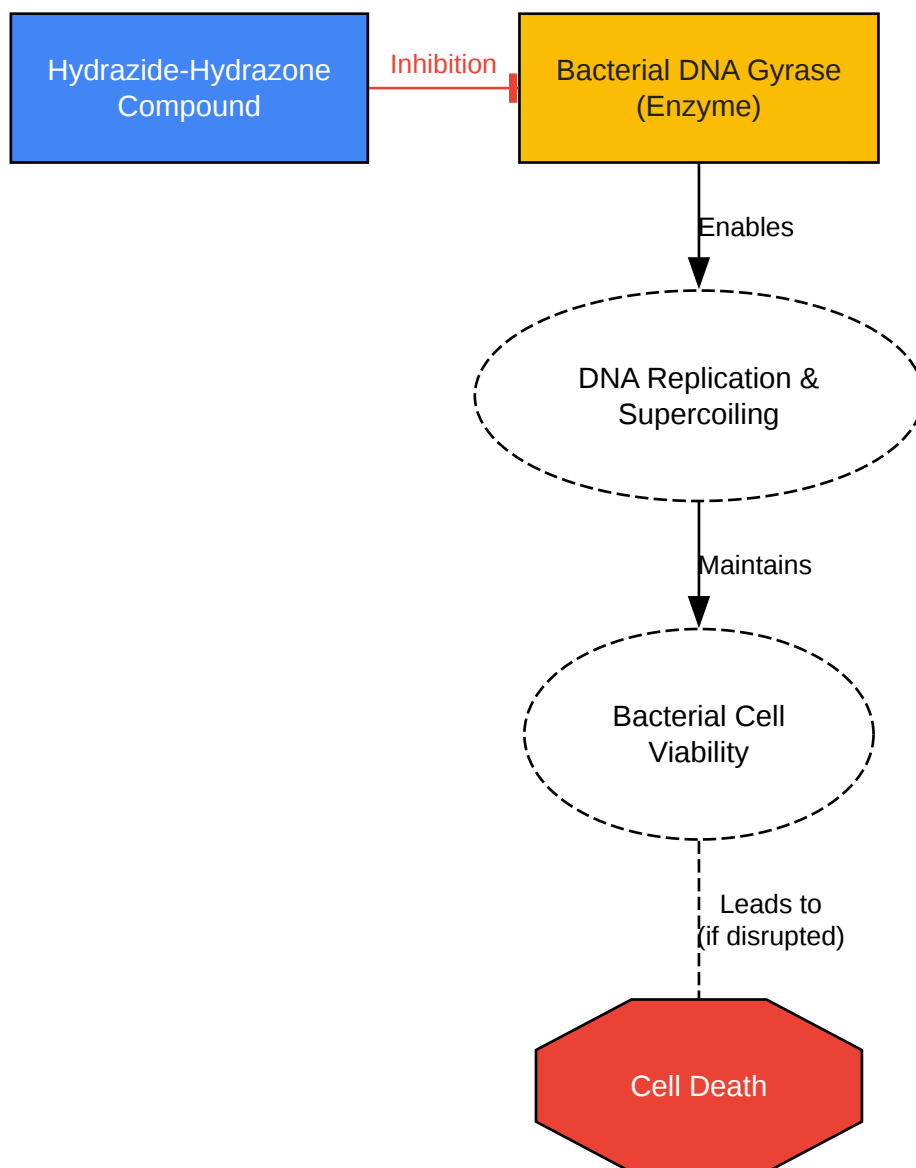 Hydrazide-Hydrazone
Compound
Inhibition
Bacterial DNA Gyrase
(Enzyme)
Enables
DNA Replication &
Supercoiling
Maintains
Bacterial Cell
Viability
Leads to
(if disrupted)
Cell Death